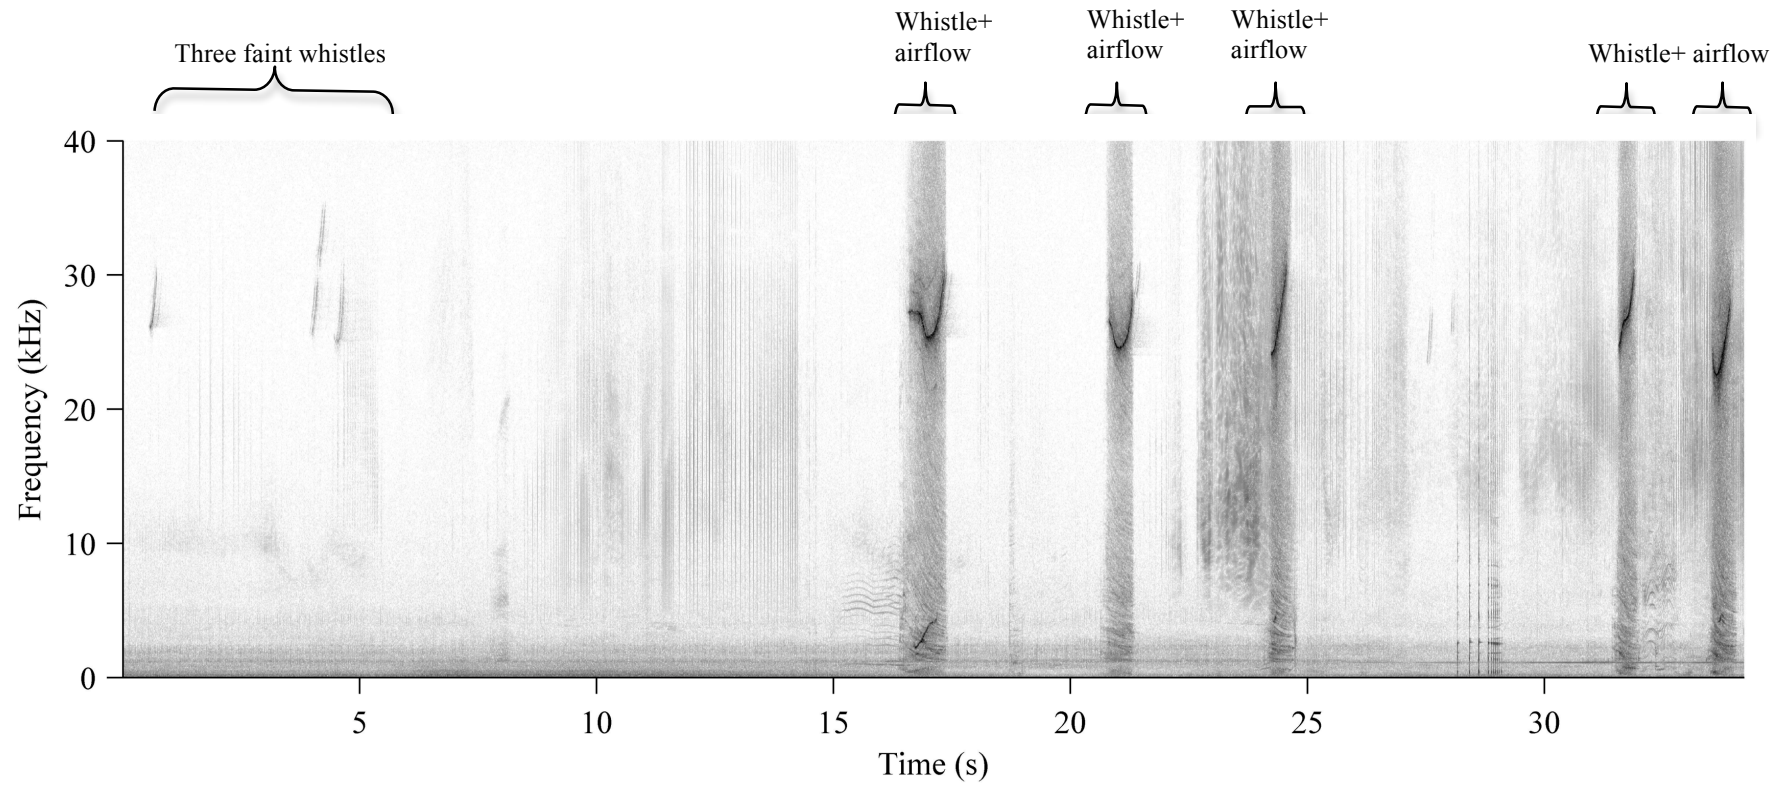 Whistle+
airflow
Whistle+
airflow
Whistle+
airflow
Three faint whistles
Whistle+ airflow
40
30
20
10
0
Frequency (kHz)
5
10
15
20
25
30
Time (s)